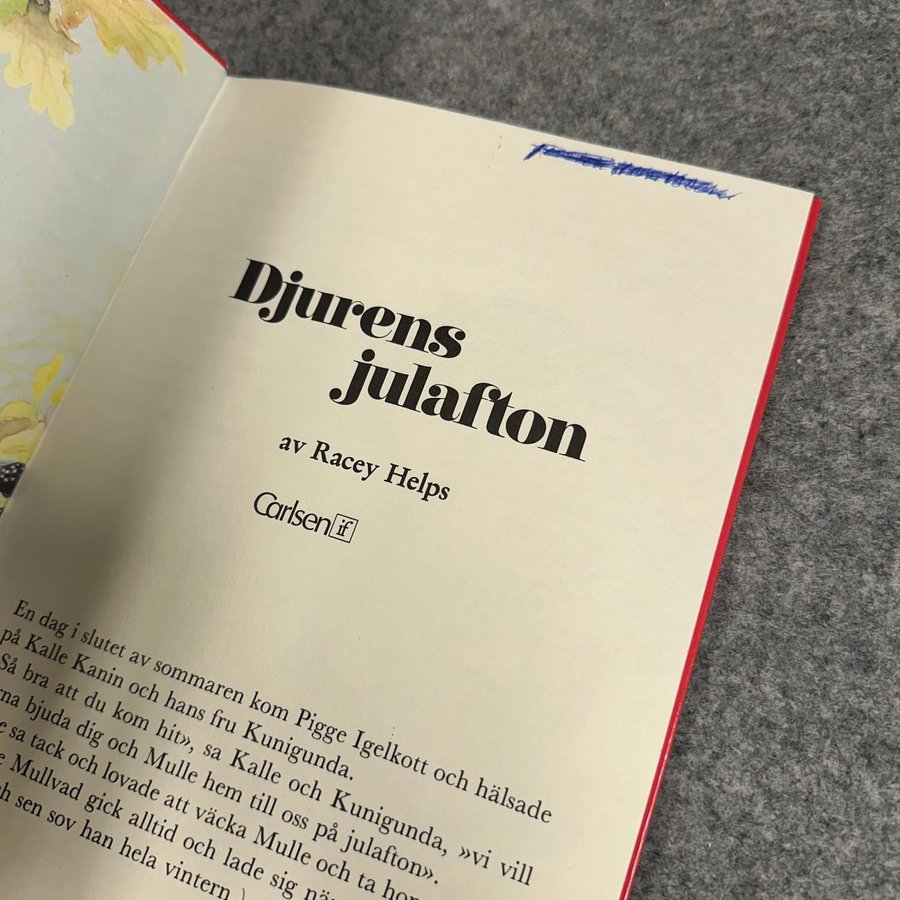 Djurens
julafton
av Racey Helps
Carlsen if
En dag i slutet av sommaren kom Pigge Igelkott och hälsade
på Kalle Kanin och hans fru Kunigunda.
Så bra att du kom hit», sa Kalle och Kunigunda, »vi vill
bjuda dig och Mulle hem till oss på julafton».
sa tack och lovade att väcka Mulle och ta
Mullvad gick alltid och lade sig
sen sov han hela vintern